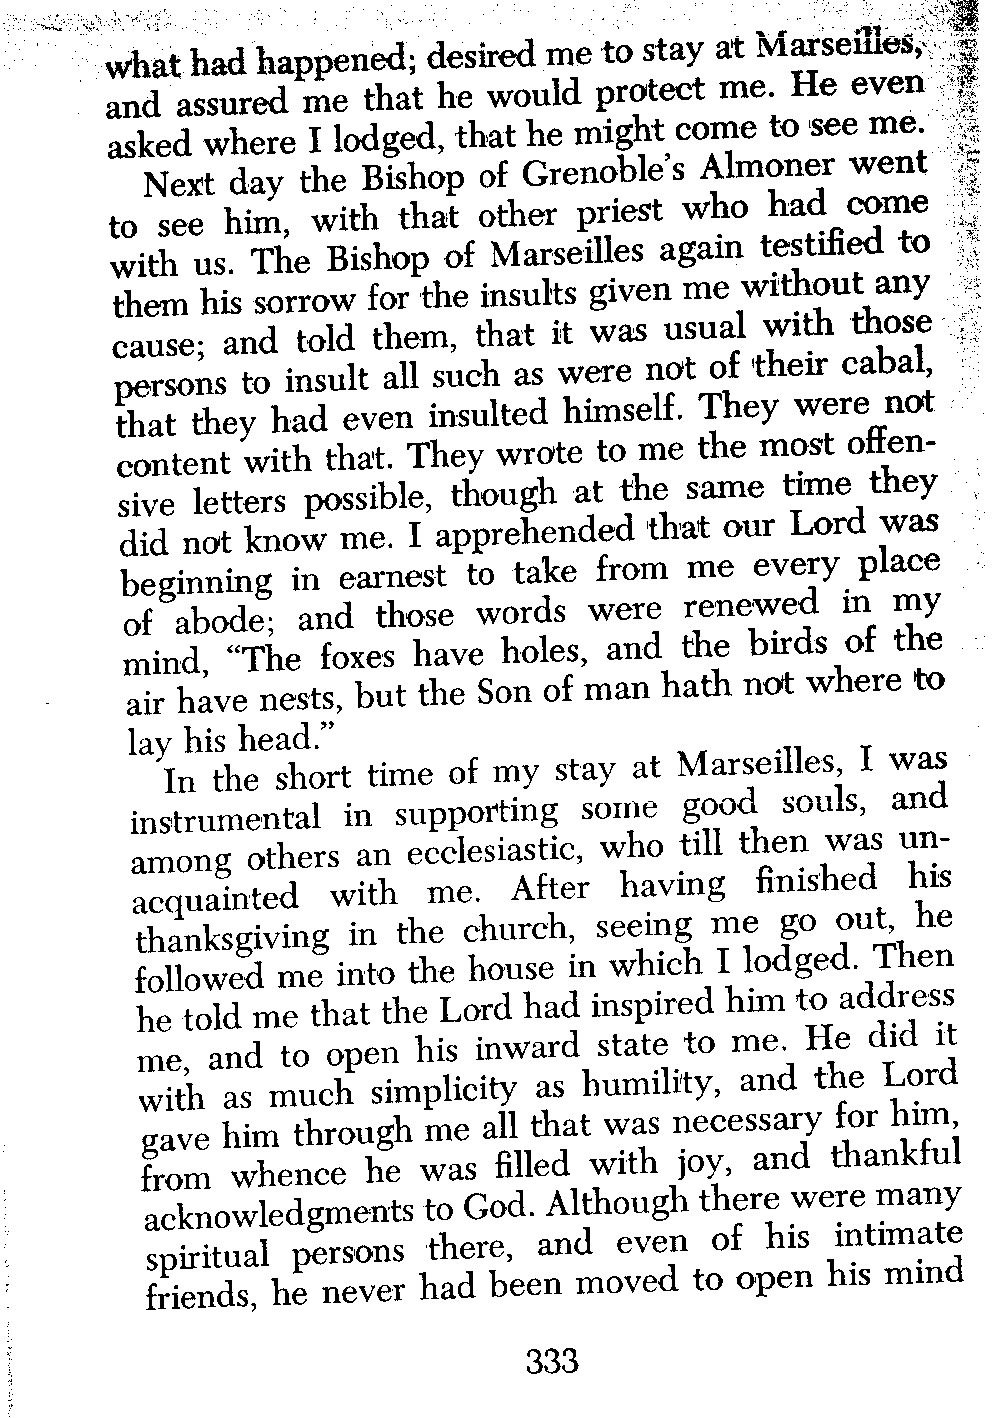 what had happened; desired me to stay at Marseilles,
and assured me that he would protect me. He even
asked where I lodged, that he might come to see me.
Next day the Bishop of Grenoble's Almoner went
to see him, with that other priest who had come
with us. The Bishop of Marseilles again testified to
them his sorrow for the insults given me without any
cause; and told them, that it was usual with those
persons to insult all such as were not of their cabal,
that they had even insulted himself. They were not
content with that. They wrote to me the most offen-
sive letters possible, though at the same time they
did not know me. I apprehended that our Lord was
beginning in earnest to take from me every place
of abode; and those words were renewed in my
mind, “The foxes have holes, and the birds of the
air have nests, but the Son of man hath not where to
lay his head.”
In the short time of my stay at Marseilles, I was
instrumental in supporting some good souls, and
among others an ecclesiastic, who till then was un-
acquainted with me. After having finished his
thanksgiving in the church, seeing me go out, he
followed me into the house in which I lodged. Then
he told me that the Lord had inspired him to address
me, and to open his inward state to me. He did it
with as much simplicity as humility, and the Lord
gave him through me all that was necessary for him,
from whence he was filled with joy, and thankful
acknowledgments to God. Although there were many
spiritual persons there, and even of his intimate
friends, he never had been moved to open his mind
333